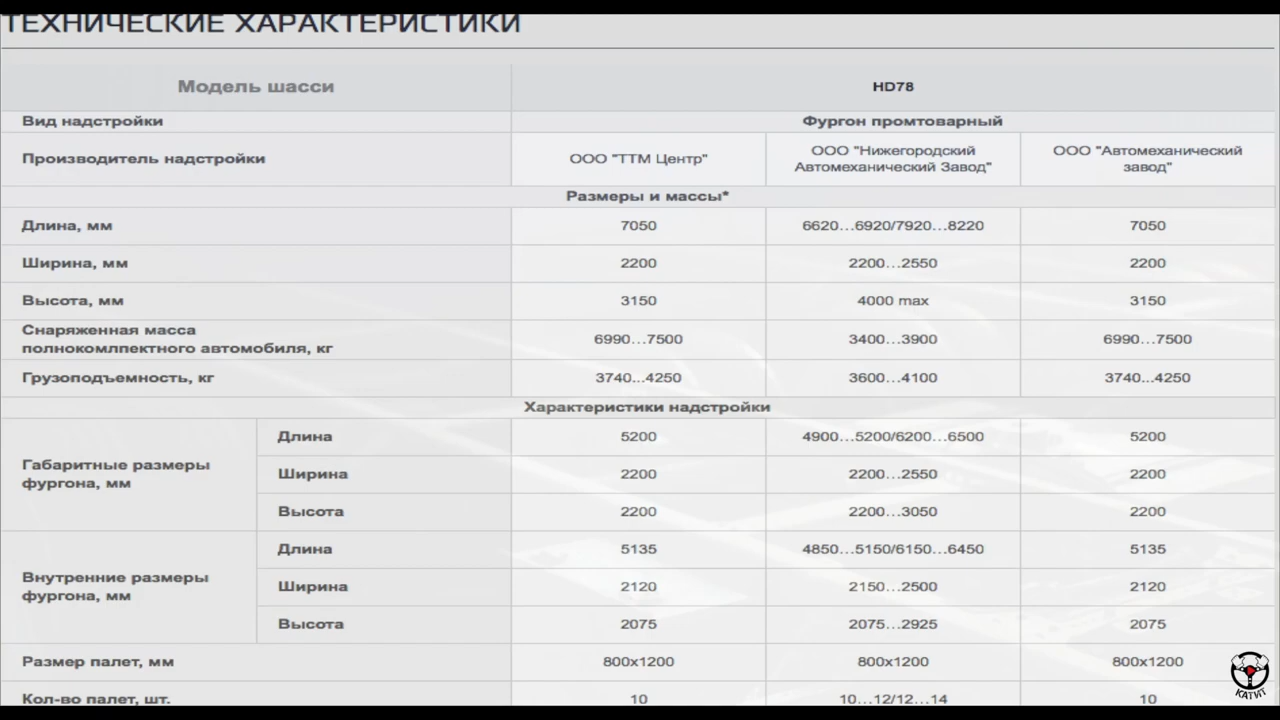 ТЕХНИЧЕСКИЕ ХАРАКТЕРИСТИКИ
Модель шасси HD78
Вид надстройки Фургон промтоварный
Производитель надстройки ООО "ТТМ Центр" ООО "Нижегородский Автомеханический Завод" ООО "Автомеханический завод"
Размеры и массы*
Длина, мм 7050 6620...6920/7920...8220 7050
Ширина, мм 2200 2200...2550 2200
Высота, мм 3150 4000 max 3150
Снаряженная масса
полнокомлпектного автомобиля, кг 6990...7500 3400...3900 6990...7500
Грузоподъемность, кг 3740...4250 3600...4100 3740...4250
Характеристики надстройки
Габаритные размеры
фургона, мм
Длина 5200 4900...5200/6200...6500 5200
Ширина 2200 2200...2550 2200
Высота 2200 2200...3050 2200
Внутренние размеры
фургона, мм
Длина 5135 4850...5150/6150...6450 5135
Ширина 2120 2150...2500 2120
Высота 2075 2075...2925 2075
Размер палет, мм 800x1200 800x1200 800x1200
Кол-во палет, шт. 10 10...12/12...14 10
КАТИТ